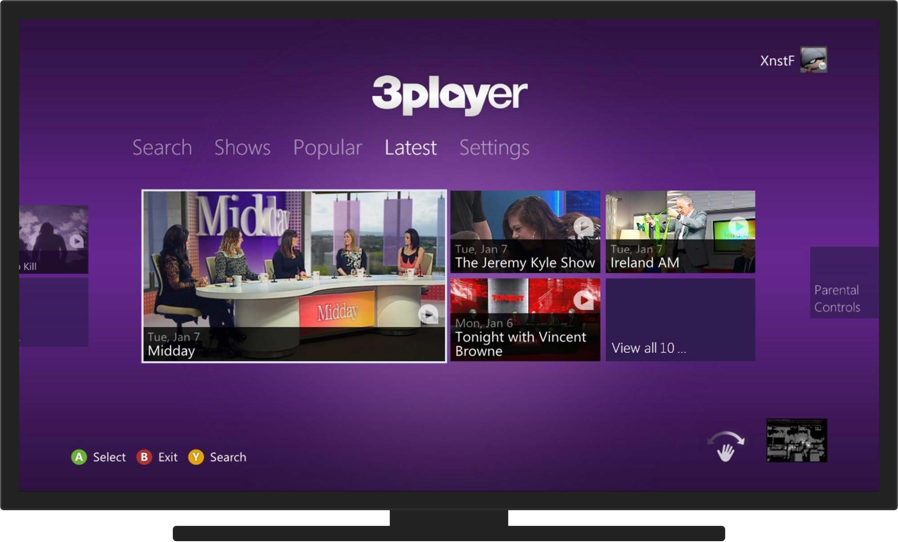 XnstF
3player
Search Shows Popular Latest Settings
Midday
Midday
Tue, Jan 7
Midday
Tue, Jan 7
The Jeremy Kyle Show
Tue, Jan 7
Ireland AM
TONIGHT
Mon, Jan 6
Tonight with Vincent
Browne
View all 10 ...
Kill
Parental
Controls
A Select B Exit Y Search